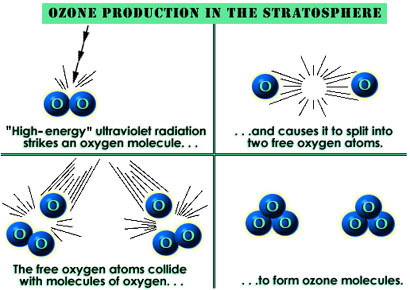 OZONE PRODUCTION IN THE STRATOSPHERE
O O
"High-energy" ultraviolet radiation
strikes an oxygen molecule. . .
O O
. . .and causes it to split into
two free oxygen atoms.
O O
O O
O O
The free oxygen atoms collide
with molecules of oxygen. . .
O O
O O O O
. . .to form ozone molecules.